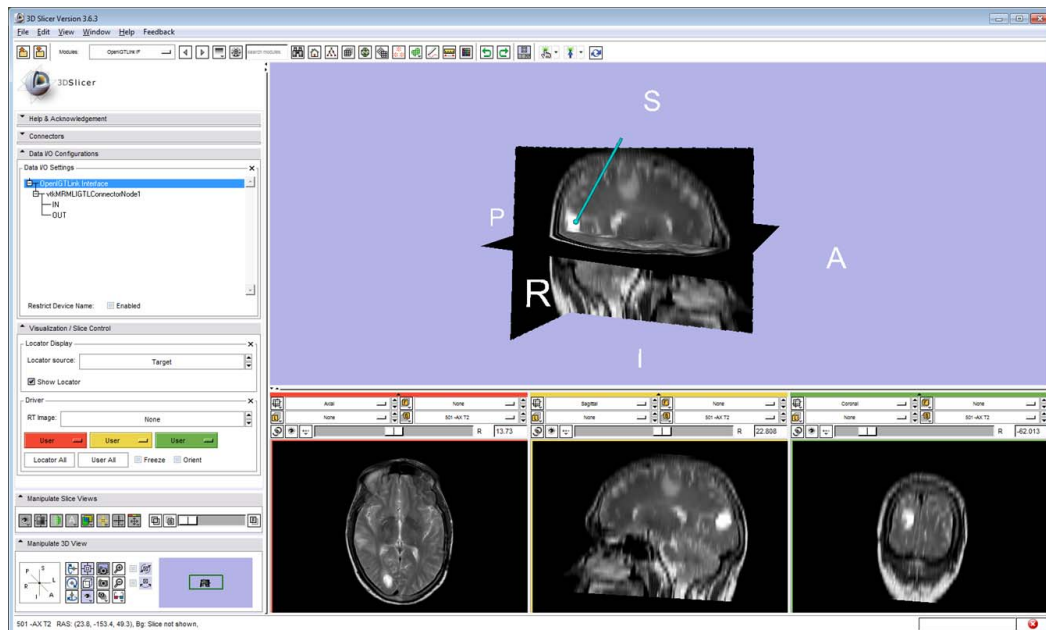 3D Slicer Version 3.6.3
File Edit View Window Help Feedback
Modules: OpenIGTLink IF search modules
3DSlicer
Help & Acknowledgement
Connectors
Data I/O Configurations
Data I/O Settings
OpenIGTLink Interface
vtkMRMLIGTLConnectorNode1
IN
OUT
Restrict Device Name: Enabled
Visualization / Slice Control
Locator Display
Locator source: Target
Show Locator
Driver
RT Image: None
User User User
Locator All User All Freeze Orient
Manipulate Slice Views
Manipulate 3D View
P S
R L
I A
R
S
P
A
R
I
Axial None
None 501 -AX T2
R 13.73
Sagittal None
None 501 -AX T2
R 22.808
Coronal None
None 501 -AX T2
R -62.013
501 -AX T2 RAS: (23.8, -153.4, 49.3), Bg: Slice not shown,